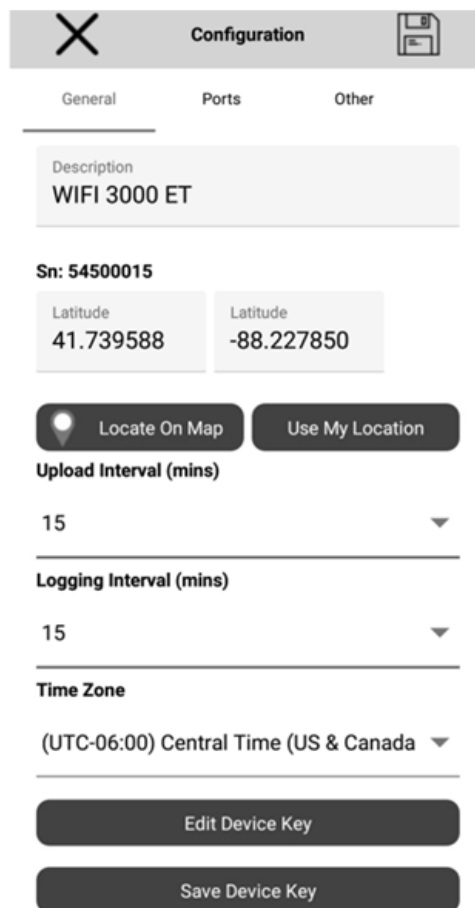 Configuration
General Ports Other
Description
WIFI 3000 ET
Sn: 54500015
Latitude Latitude
41.739588 -88.227850
Locate On Map Use My Location
Upload Interval (mins)
15
Logging Interval (mins)
15
Time Zone
(UTC-06:00) Central Time (US & Canada
Edit Device Key
Save Device Key